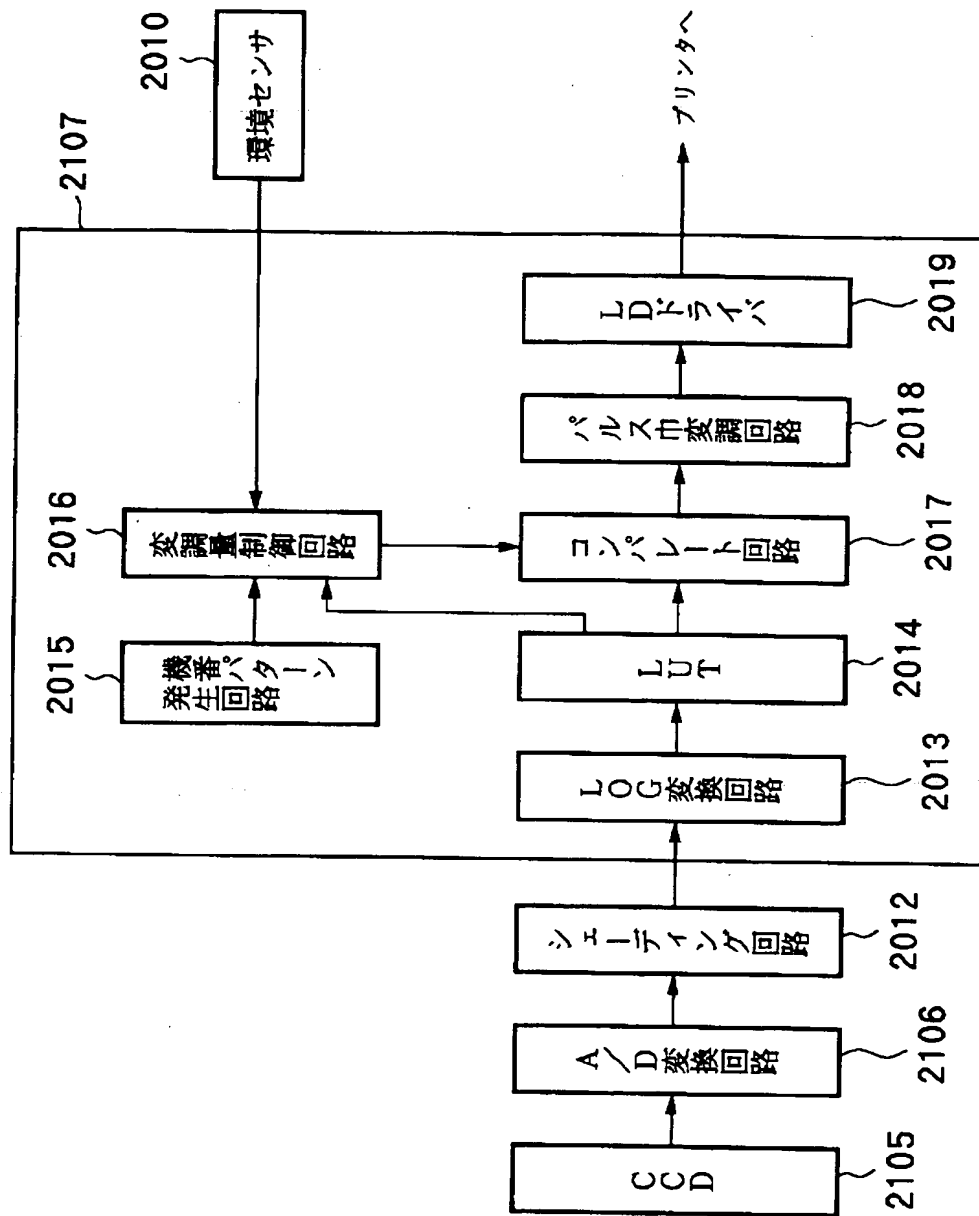 2010
環境センサ
2107
プリンタへ
2016
変調量制御回路
2015
機番パターン
発生回路
LDドライバ
2019
パルス巾変調回路
2018
コンパレート回路
2017
LUT
2014
LOG変換回路
2013
シェーディング回路
2012
A/D変換回路
2106
CCD
2105